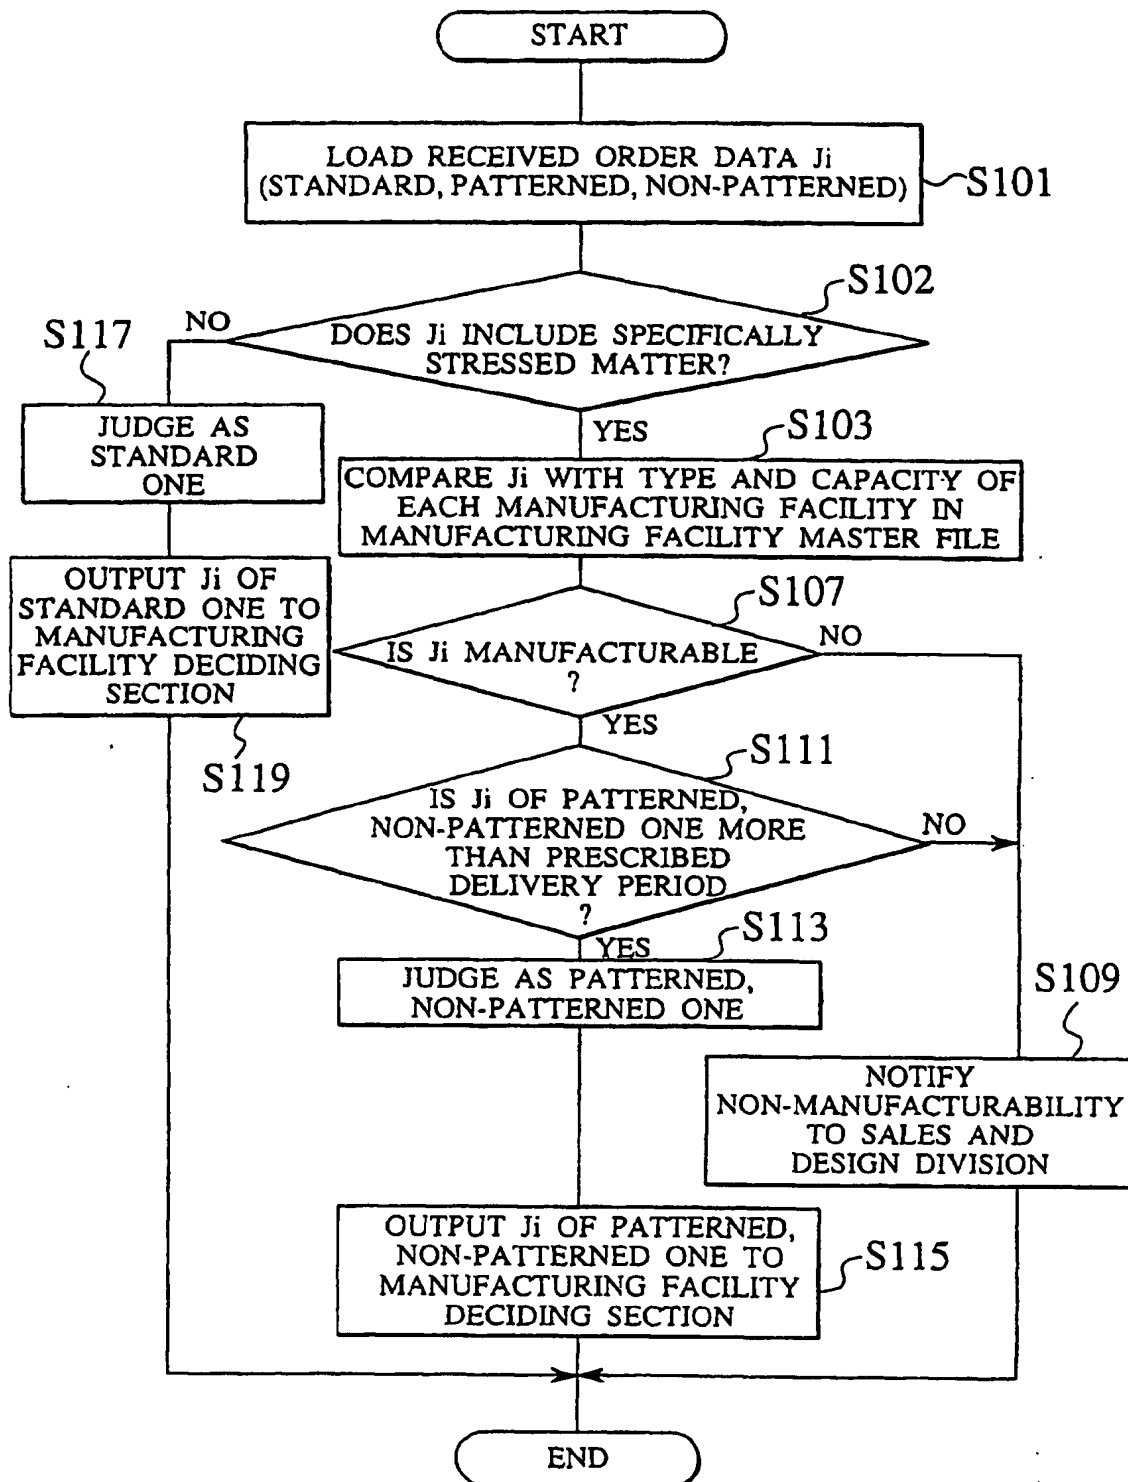 START
LOAD RECEIVED ORDER DATA Ji
(STANDARD, PATTERNED, NON-PATTERNED)
S101
S102
DOES Ji INCLUDE SPECIFICALLY
STRESSED MATTER?
NO
S117
YES
JUDGE AS
STANDARD
ONE
S103
COMPARE Ji WITH TYPE AND CAPACITY OF
EACH MANUFACTURING FACILITY IN
MANUFACTURING FACILITY MASTER FILE
OUTPUT Ji OF
STANDARD ONE TO
MANUFACTURING
FACILITY DECIDING
SECTION
S119
S107
IS Ji MANUFACTURABLE
?
NO
YES
S111
IS Ji OF PATTERNED,
NON-PATTERNED ONE MORE
THAN PRESCRIBED
DELIVERY PERIOD
?
NO
YES
S113
JUDGE AS PATTERNED,
NON-PATTERNED ONE
S109
NOTIFY
NON-MANUFACTURABILITY
TO SALES AND
DESIGN DIVISION
OUTPUT Ji OF PATTERNED,
NON-PATTERNED ONE TO
MANUFACTURING FACILITY
DECIDING SECTION
S115
END